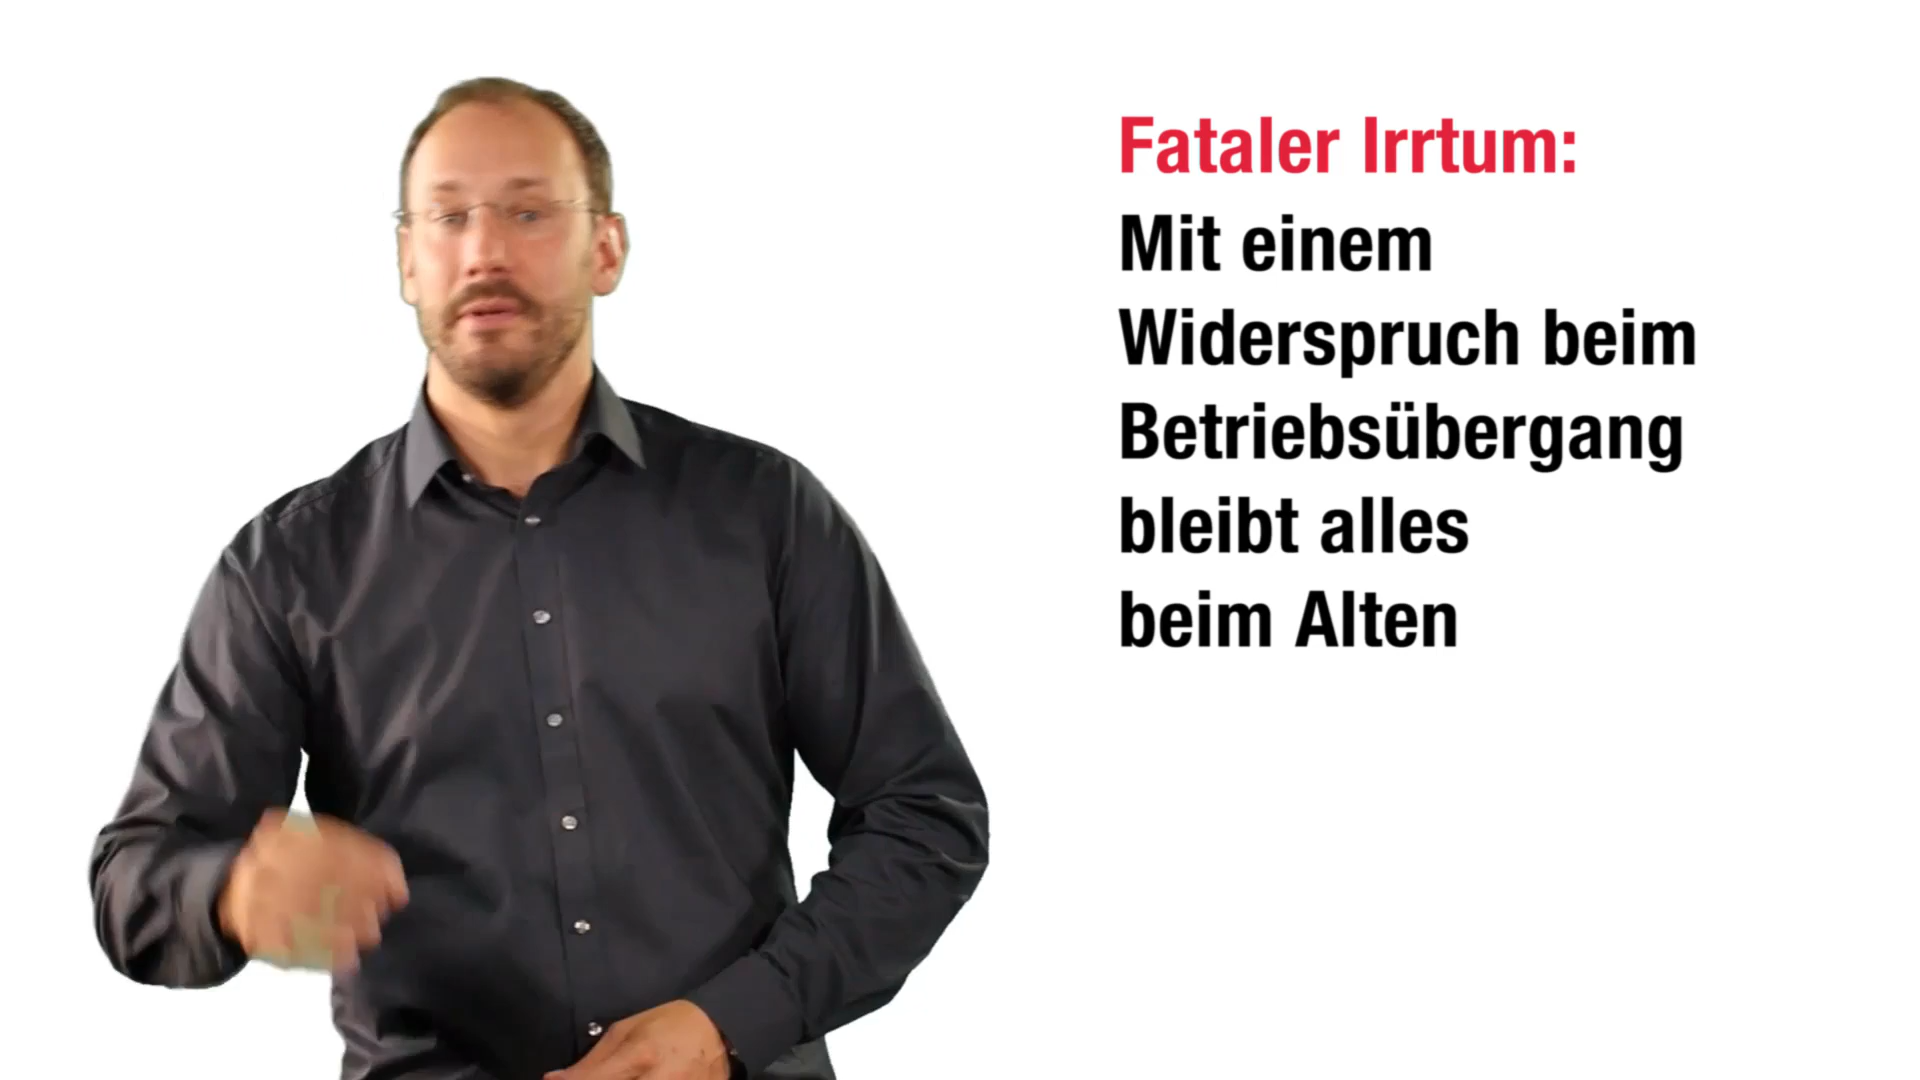 Fataler Irrtum:
Mit einem
Widerspruch beim
Betriebsübergang
bleibt alles
beim Alten